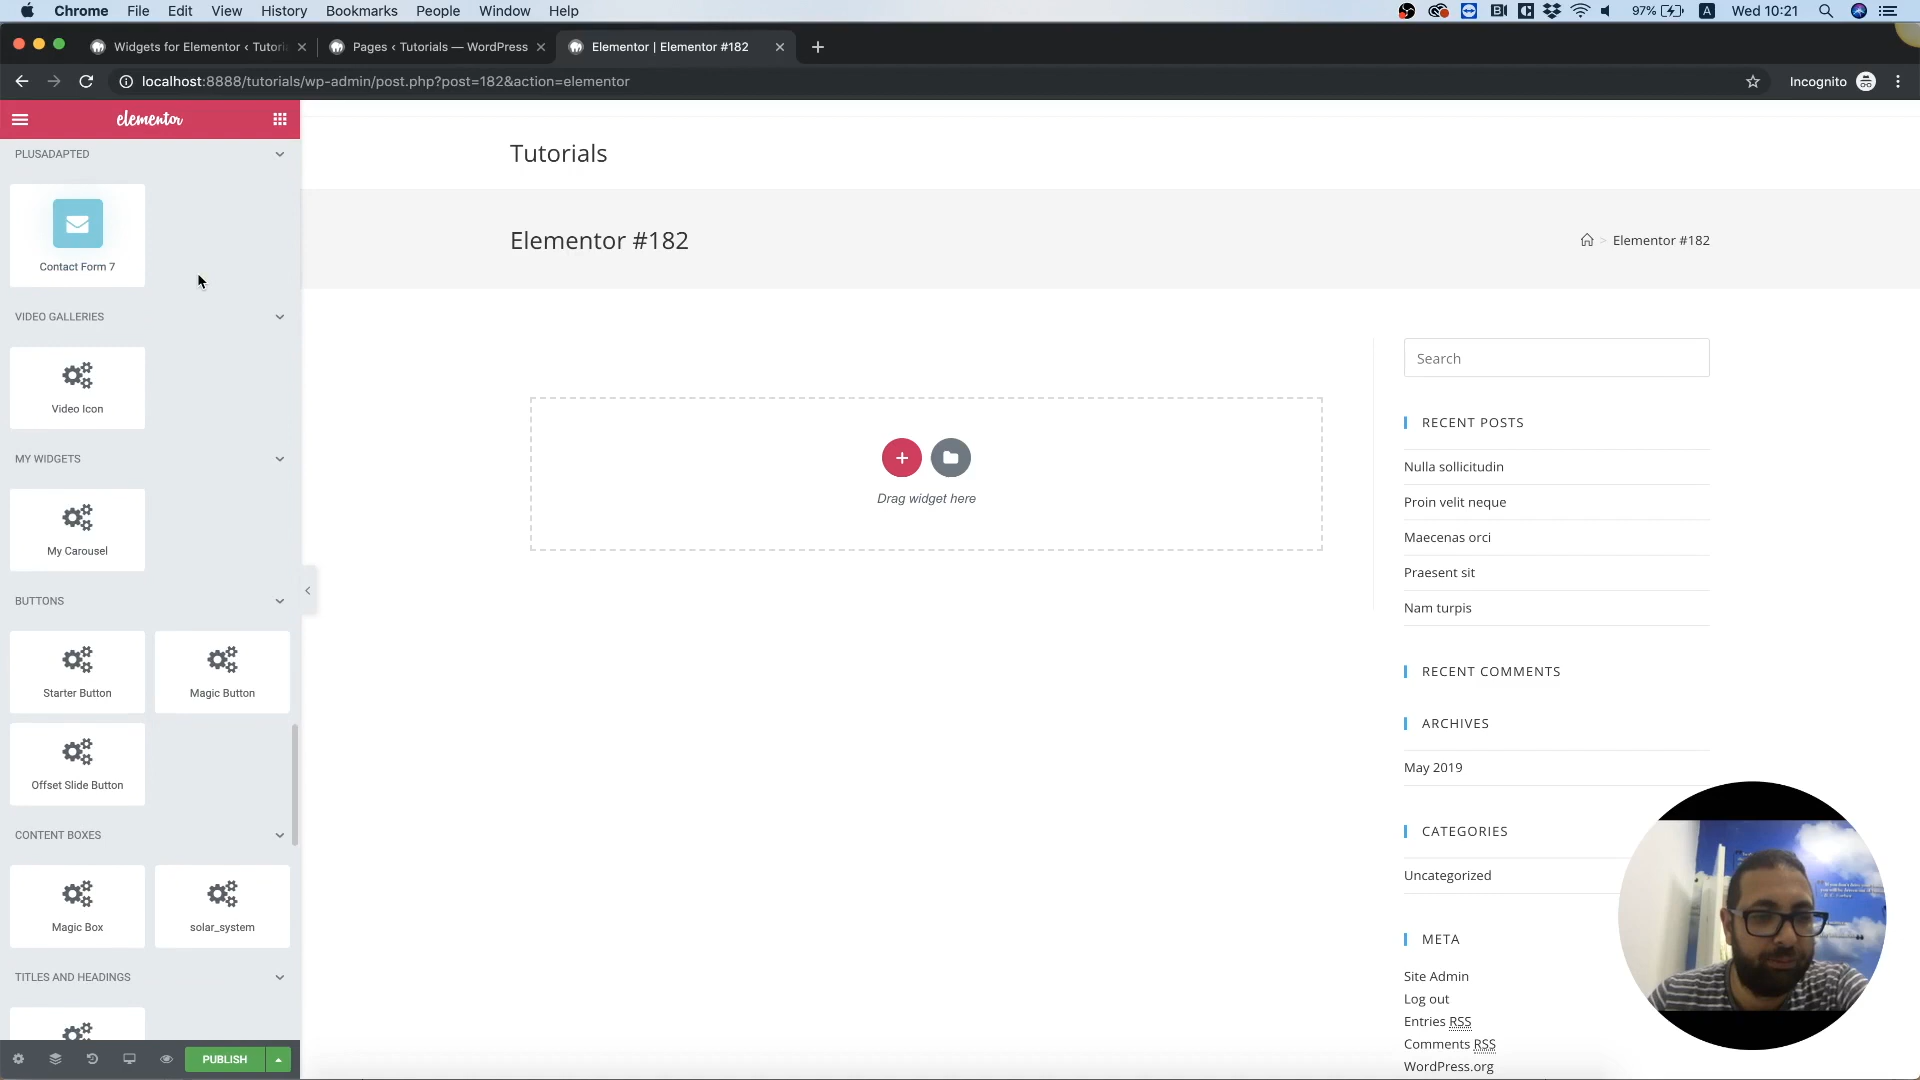 Chrome File Edit View History Bookmarks People Window Help
97% A Wed 10:21
Widgets for Elementor ‹ Tutori
Pages ‹ Tutorials — WordPress
Elementor | Elementor #182
localhost:8888/tutorials/wp-admin/post.php?post=182&action=elementor
Incognito
elementor
PLUSADAPTED
Contact Form 7
VIDEO GALLERIES
Video Icon
MY WIDGETS
My Carousel
BUTTONS
Starter Button
Magic Button
Offset Slide Button
CONTENT BOXES
Magic Box
solar_system
TITLES AND HEADINGS
PUBLISH
Tutorials
Elementor #182
> Elementor #182
Drag widget here
Search
RECENT POSTS
Nulla sollicitudin
Proin velit neque
Maecenas orci
Praesent sit
Nam turpis
RECENT COMMENTS
ARCHIVES
May 2019
CATEGORIES
Uncategorized
META
Site Admin
Log out
Entries RSS
Comments RSS
WordPress.org